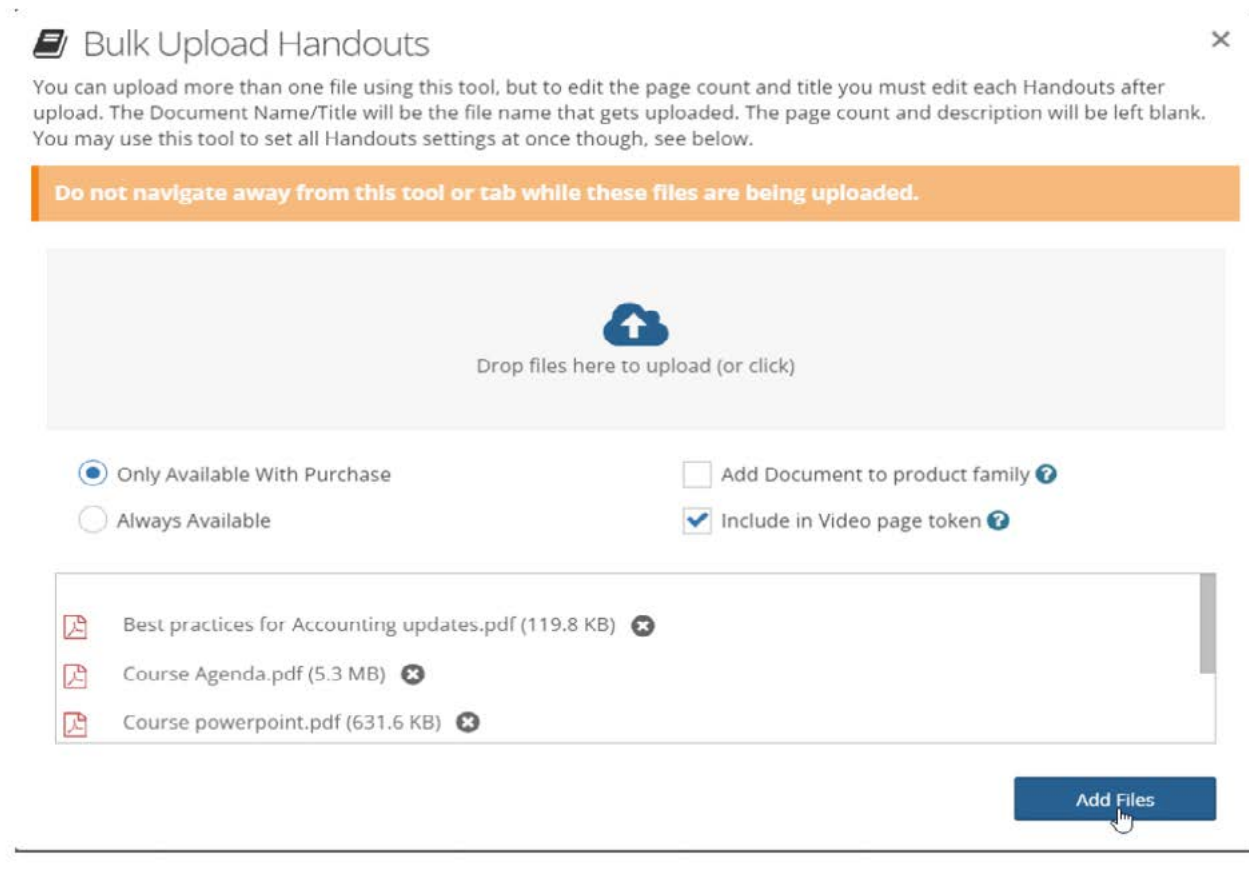 Bulk Upload Handouts
You can upload more than one file using this tool, but to edit the page count and title you must edit each Handouts after
upload. The Document Name/Title will be the file name that gets uploaded. The page count and description will be left blank.
You may use this tool to set all Handouts settings at once though, see below.
Do not navigate away from this tool or tab while these files are being uploaded.
Drop files here to upload (or click)
Only Available With Purchase
Add Document to product family
Always Available
Include in Video page token
Best practices for Accounting updates.pdf (119.8 KB)
Course Agenda.pdf (5.3 MB)
Course powerpoint.pdf (631.6 KB)
Add Files